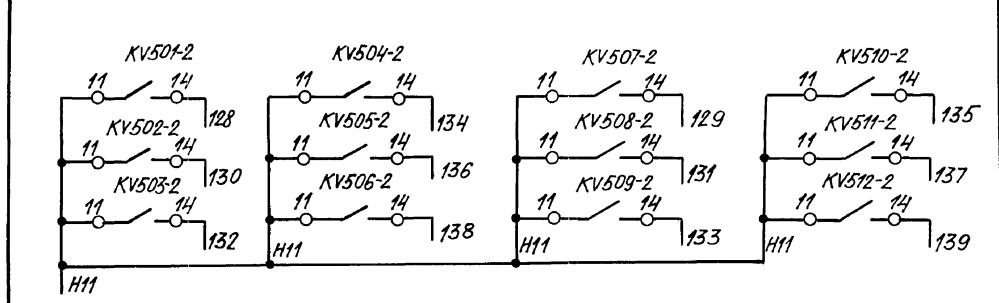 KV501-2 KV504-2 KV507-2 KV510-2
11 14 11 14 11 14 11 14
128 134 129 135
KV502-2 KV505-2 KV508-2 KV511-2
11 14 11 14 11 14 11 14
130 136 131 137
KV503-2 KV506-2 KV509-2 KV512-2
11 14 11 14 11 14 11 14
132 138 133 139
H11 H11 H11
H11